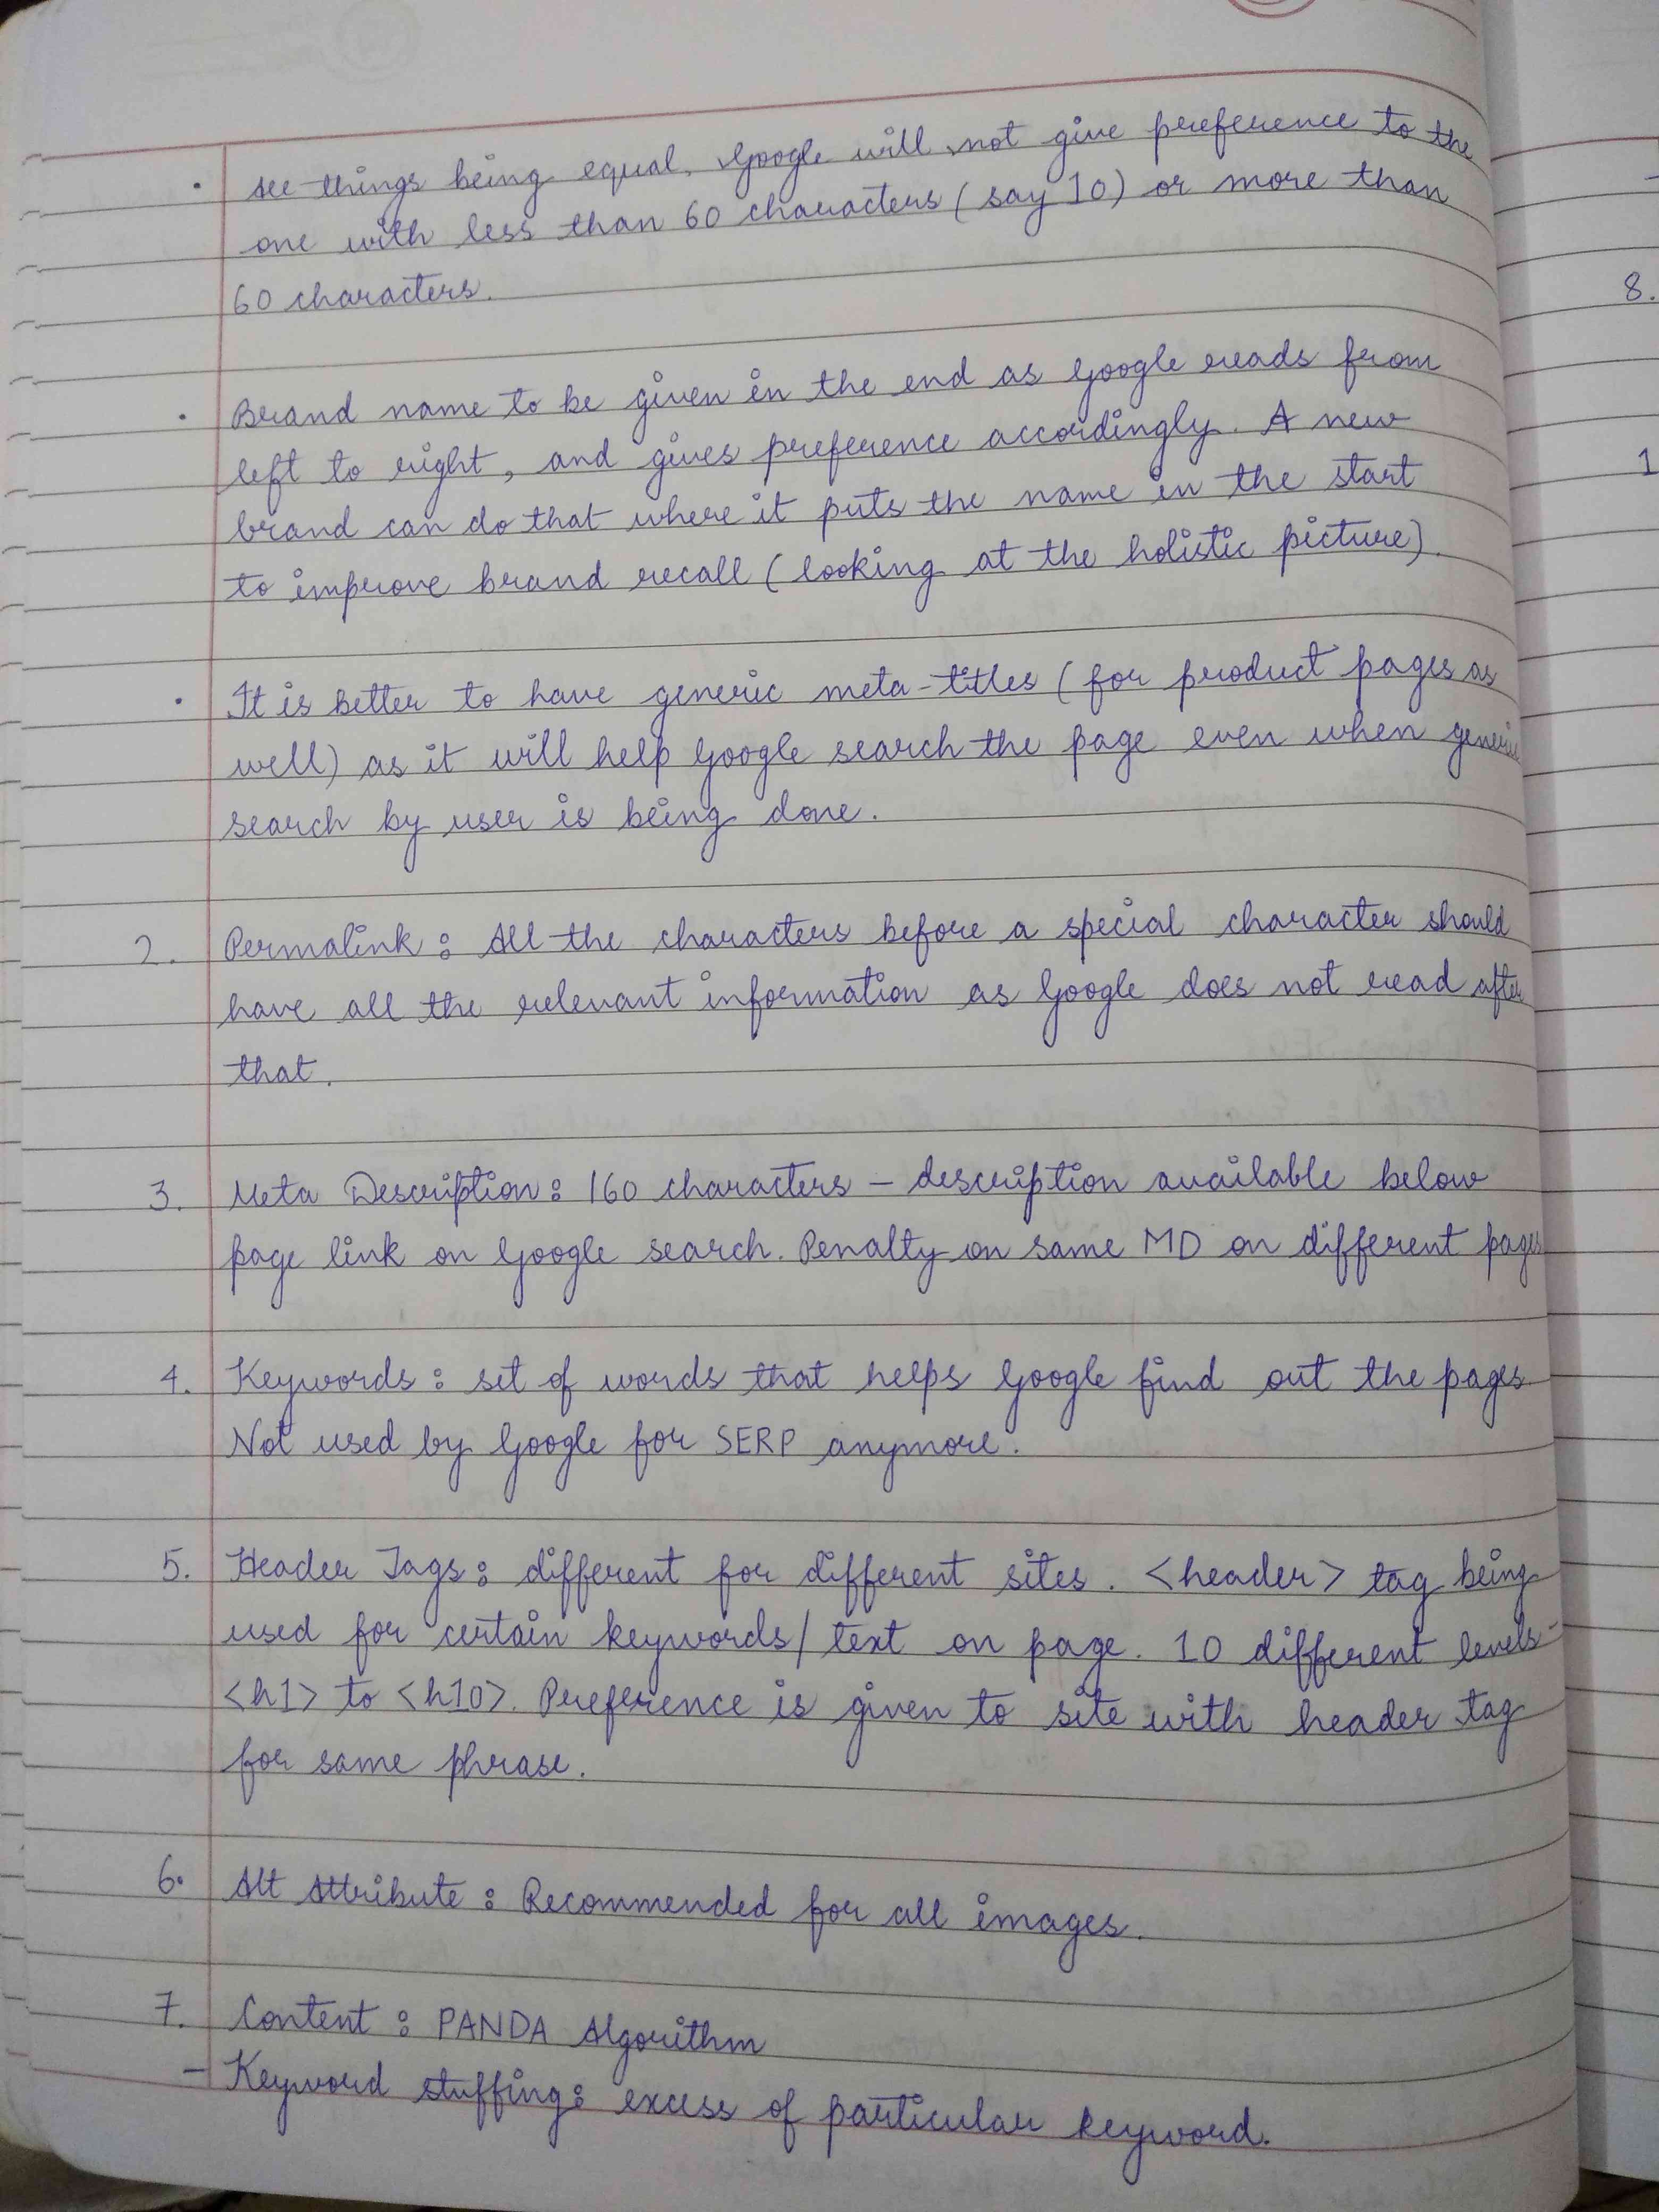 · All things being equal, Google will not give preference to the
one with less than 60 characters (say 10) or more than
60 characters.
· Brand name to be given in the end as Google reads from
left to right, and gives preference accordingly. A new
brand can do that where it puts the name in the start
to improve brand recall (looking at the holistic picture).
· It is better to have generic meta-titles (for product pages as
well) as it will help Google search the page even when generic
search by user is being done.
2. Permalink : All the characters before a special character should
have all the relevant information as Google does not read after
that.
3. Meta Description : 160 characters – description available below
page link on Google search. Penalty on same MD on different pages
4. Keywords : set of words that helps Google find out the pages.
Not used by Google for SERP anymore.
5. Header Tags : different for different sites. <header> tag being
used for certain keywords/text on page. 10 different levels -
<h1> to <h10>. Preference is given to site with header tag
for same phrase.
6. Alt Attribute : Recommended for all images.
7. Content : PANDA Algorithm
– Keyword stuffing : excess of particular keyword.
8.
1